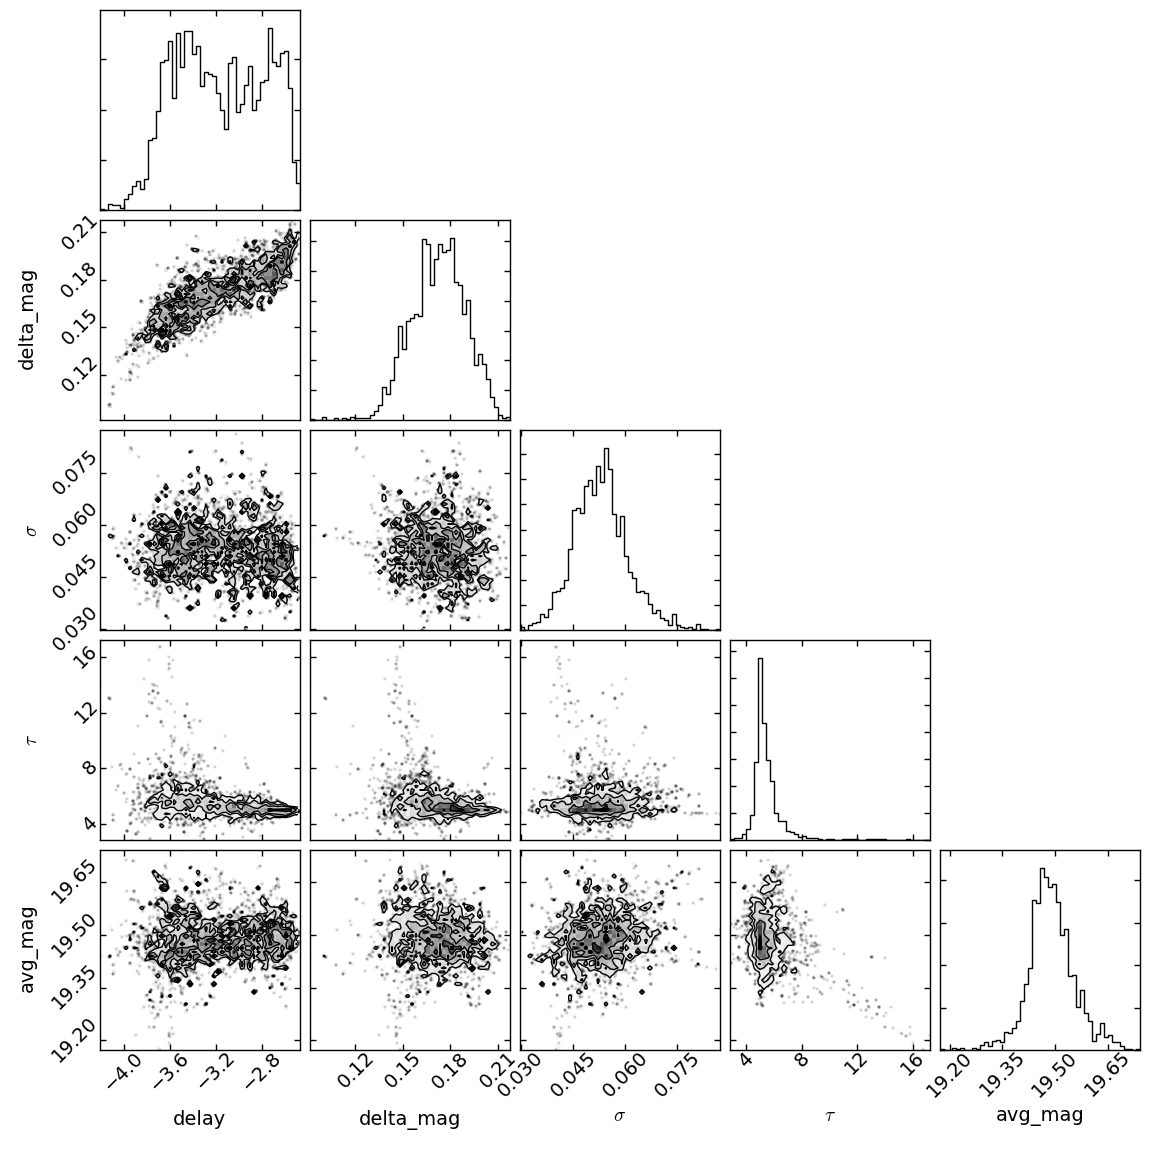 0.21
0.18
0.15
0.12
delta_mag
0.075
0.060
0.045
0.030
σ
16
12
8
4
τ
19.65
19.50
19.35
19.20
avg_mag
−4.0 −3.6 −3.2 −2.8
0.12 0.15 0.18 0.21
0.030 0.045 0.060 0.075
4 8 12 16
19.20 19.35 19.50 19.65
delay delta_mag σ τ avg_mag